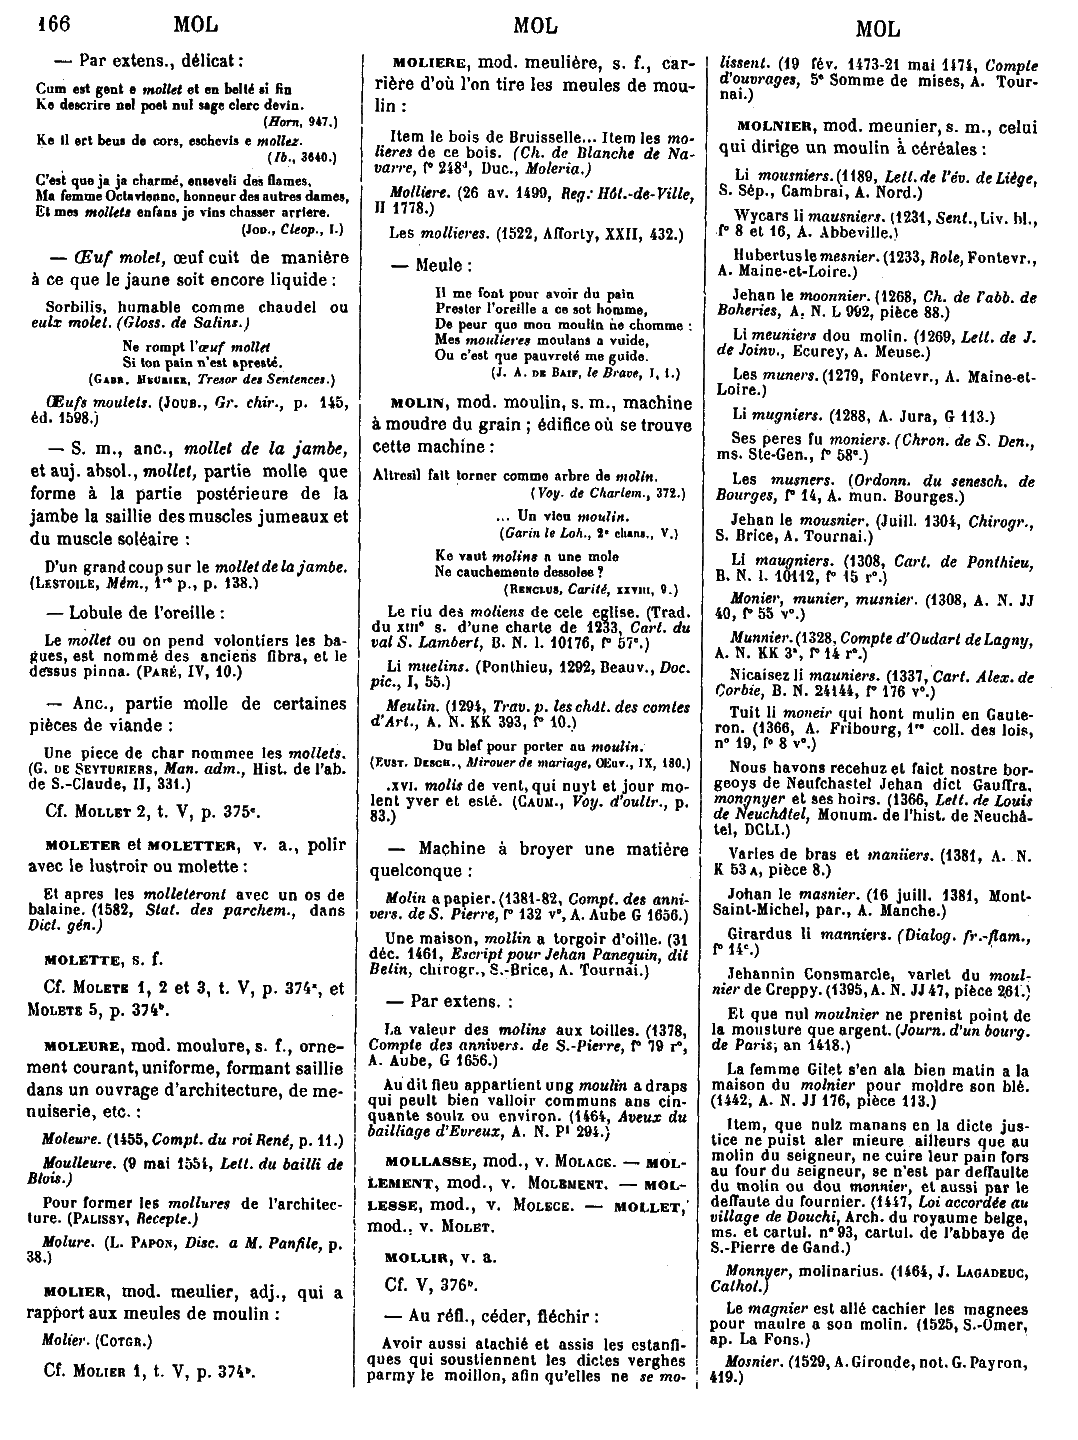 166 MOL MOL MOL
— Par extens., délicat :
Cum est gent e mollet et en belté si fin
Ke descrire nel poet nul sage clerc devin.
(Horn, 947.)
Ke il ert beus de cors, eschevis e mollez.
(Ib., 3640.)
C'est que ja ja charmé, enseveli des flames,
Ma femme Octavienne, honneur des autres dames,
Et mes mollets enfans je vins chasser arriere.
(Jod., Cleop., I.)
— Œuf molet, œuf cuit de manière
à ce que le jaune soit encore liquide :
Sorbilis, humable comme chaudel ou
eulx molet. (Gloss. de Salins.)
Ne rompt l'œuf mollet
Si ton pain n'est apresté.
(Gabr. Meurier, Tresor des Sentences.)
Œufs moulets. (Joub., Gr. chir., p. 145,
éd. 1598.)
— S. m., anc., mollet de la jambe,
et auj. absol., mollet, partie molle que
forme à la partie postérieure de la
jambe la saillie des muscles jumeaux et
du muscle soléaire :
D'un grand coup sur le mollet de la jambe.
(Lestoile, Mém., 1re p., p. 138.)
— Lobule de l'oreille :
Le mollet ou on pend volontiers les ba-
gues, est nommé des anciens fibra, et le
dessus pinna. (Paré, IV, 10.)
— Anc., partie molle de certaines
pièces de viande :
Une piece de char nommee les mollets.
(G. de Seyturiers, Man. adm., Hist. de l'ab.
de S.-Claude, II, 331.)
Cf. Mollet 2, t. V, p. 375c.
MOLETER et MOLETTER, v. a., polir
avec le lustroir ou molette :
Et apres les molleteront avec un os de
balaine. (1582, Stat. des parchem., dans
Dict. gén.)
MOLETTE, s. f.
Cf. Molete 1, 2 et 3, t. V, p. 374a, et
Molete 5, p. 374b.
MOLEURE, mod. moulure, s. f., orne-
ment courant, uniforme, formant saillie
dans un ouvrage d'architecture, de me-
nuiserie, etc. :
Moleure. (1455, Compt. du roi René, p. 11.)
Moulleure. (9 mai 1551, Lett. du bailli de
Blois.)
Pour former les mollures de l'architec-
ture. (Palissy, Recepte.)
Molure. (L. Papon, Disc. a M. Panfile, p.
38.)
MOLIER, mod. meulier, adj., qui a
rapport aux meules de moulin :
Molier. (Cotgr.)
Cf. Molier 1, t. V, p. 374b.
MOLIERE, mod. meulière, s. f., car-
rière d'où l'on tire les meules de mou-
lin :
Item le bois de Bruisselle... Item les mo-
lieres de ce bois. (Ch. de Blanche de Na-
varre, f° 248d, Duc., Moleria.)
Molliere. (26 av. 1499, Reg. Hôt.-de-Ville,
II 1778.)
Les mollieres. (1522, Afforty, XXII, 432.)
— Meule :
Il me font pour avoir du pain
Prester l'oreille a ce sot homme,
De peur que mon moulin ne chomme :
Mes moulieres moulans a vuide,
Ou c'est que pauvreté me guide.
(J. A. de Baif, le Brave, I, 1.)
MOLIN, mod. moulin, s. m., machine
à moudre du grain ; édifice où se trouve
cette machine :
Altresil fait torner comme arbre de molin.
(Voy. de Charlem., 372.)
... Un vieu moulin.
(Garin le Loh., 2e chans., V.)
Ke vaut molins a une mole
Ne cauchemente dessolee ?
(Renclus, Carité, xxviii, 9.)
Le riu des moliens de cele eglise. (Trad.
du xiiie s. d'une charte de 1233, Cart. du
val S. Lambert, B. N. l. 10176, f° 57c.)
Li muelins. (Ponthieu, 1292, Beauv., Doc.
pic., I, 55.)
Meulin. (1294, Trav. p. les chât. des comtes
d'Art., A. N. KK 393, f° 10.)
Du blef pour porter au moulin.
(Eust. Desch., Mirouer de mariage, Œuv., IX, 180.)
.xvi. molis de vent, qui nuyt et jour mo-
lent yver et esté. (Caum., Voy. d'oultr., p.
83.)
— Machine à broyer une matière
quelconque :
Molin a papier. (1381-82, Compt. des anni-
vers. de S. Pierre, f° 132 v°, A. Aube G 1656.)
Une maison, mollin a torgoir d'oille. (31
déc. 1461, Escript pour Jehan Panequin, dit
Belin, chirogr., S.-Brice, A. Tournai.)
— Par extens. :
La valeur des molins aux toilles. (1378,
Compte des annivers. de S.-Pierre, f° 79 r°,
A. Aube, G 1656.)
Au dit fieu appartient ung moulin a draps
qui peult bien valloir communs ans cin-
quante soulz ou environ. (1464, Aveux du
bailliage d'Evreux, A. N. P1 294.)
MOLLASSE, mod., v. Molace. — MOL-
LEMENT, mod., v. Molement. — MOL-
LESSE, mod., v. Molece. — MOLLET,
mod., v. Molet.
MOLLIR, v. a.
Cf. V, 376b.
— Au réfl., céder, fléchir :
Avoir aussi atachié et assis les estanfi-
ques qui soustiennent les dictes verghes
parmy le moillon, afin qu'elles ne se mo-
lissent. (19 fév. 1473-21 mai 1474, Compte
d'ouvrages, 5e Somme de mises, A. Tour-
nai.)
MOLNIER, mod. meunier, s. m., celui
qui dirige un moulin à céréales :
Li mousniers. (1189, Lett. de l'év. de Liège,
S. Sép., Cambrai, A. Nord.)
Wycars li mausniers. (1231, Sent., Liv. bl.,
f° 8 et 16, A. Abbeville.)
Hubertus le mesnier. (1233, Role, Fontevr.,
A. Maine-et-Loire.)
Jehan le moonnier. (1268, Ch. de l'abb. de
Boheries, A. N. L 992, pièce 88.)
Li meuniers dou molin. (1269, Lett. de J.
de Joinv., Ecurey, A. Meuse.)
Les muners. (1279, Fontevr., A. Maine-et-
Loire.)
Li mugniers. (1288, A. Jura, G 113.)
Ses peres fu moniers. (Chron. de S. Den.,
ms. Ste-Gen., f° 58c.)
Les musners. (Ordonn. du senesch. de
Bourges, f° 14, A. mun. Bourges.)
Jehan le mousnier. (Juill. 1304, Chirogr.,
S. Brice, A. Tournai.)
Li maugniers. (1308, Cart. de Ponthieu,
B. N. l. 10112, f° 15 r°.)
Monier, munier, musnier. (1308, A. N. JJ
40, f° 55 v°.)
Munnier. (1328, Compte d'Oudart de Lagny,
A. N. KK 3a, f° 14 r°.)
Nicaisez li mauniers. (1337, Cart. Alex. de
Corbie, B. N. 24144, f° 176 v°.)
Tuit li moneir qui hont mulin en Gaute-
ron. (1366, A. Fribourg, 1re coll. des lois,
n° 19, f° 8 v°.)
Nous havons recehuz et faict nostre bor-
geoys de Neufchastel Jehan dict Gauffra,
mongnyer et ses hoirs. (1366, Lett. de Louis
de Neuchâtel, Monum. de l'hist. de Neuchâ-
tel, DCLI.)
Varles de bras et maniiers. (1381, A. N.
K 53A, pièce 8.)
Johan le masnier. (16 juill. 1381, Mont-
Saint-Michel, par., A. Manche.)
Girardus li manniers. (Dialog. fr.-flam.,
f° 14c.)
Jehannin Consmarcle, varlet du moul-
nier de Creppy. (1395, A. N. JJ 47, pièce 261.)
Et que nul moulnier ne prenist point de
la mousture que argent. (Journ. d'un bourg.
de Paris, an 1418.)
La femme Gilet s'en ala bien matin a la
maison du molnier pour moldre son blé.
(1442, A. N. JJ 176, pièce 113.)
Item, que nulz manans en la dicte jus-
tice ne puist aler mieure ailleurs que au
molin du seigneur, ne cuire leur pain fors
au four du seigneur, se n'est par deffaulte
du molin ou dou monnier, et aussi par le
deffaute du fournier. (1447, Loi accordée au
village de Douchi, Arch. du royaume belge,
ms. et cartul. n° 93, cartul. de l'abbaye de
S.-Pierre de Gand.)
Monnyer, molinarius. (1464, J. Lagadeuc,
Cathol.)
Le magnier est allé cachier les magnees
pour maulre a son molin. (1525, S.-Omer,
ap. La Fons.)
Mosnier. (1529, A. Gironde, not. G. Payron,
419.)